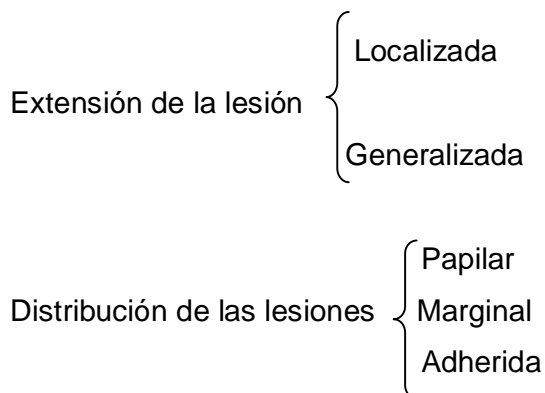 Localizada
Extensión de la lesión
Generalizada
Papilar
Distribución de las lesiones Marginal
Adherida